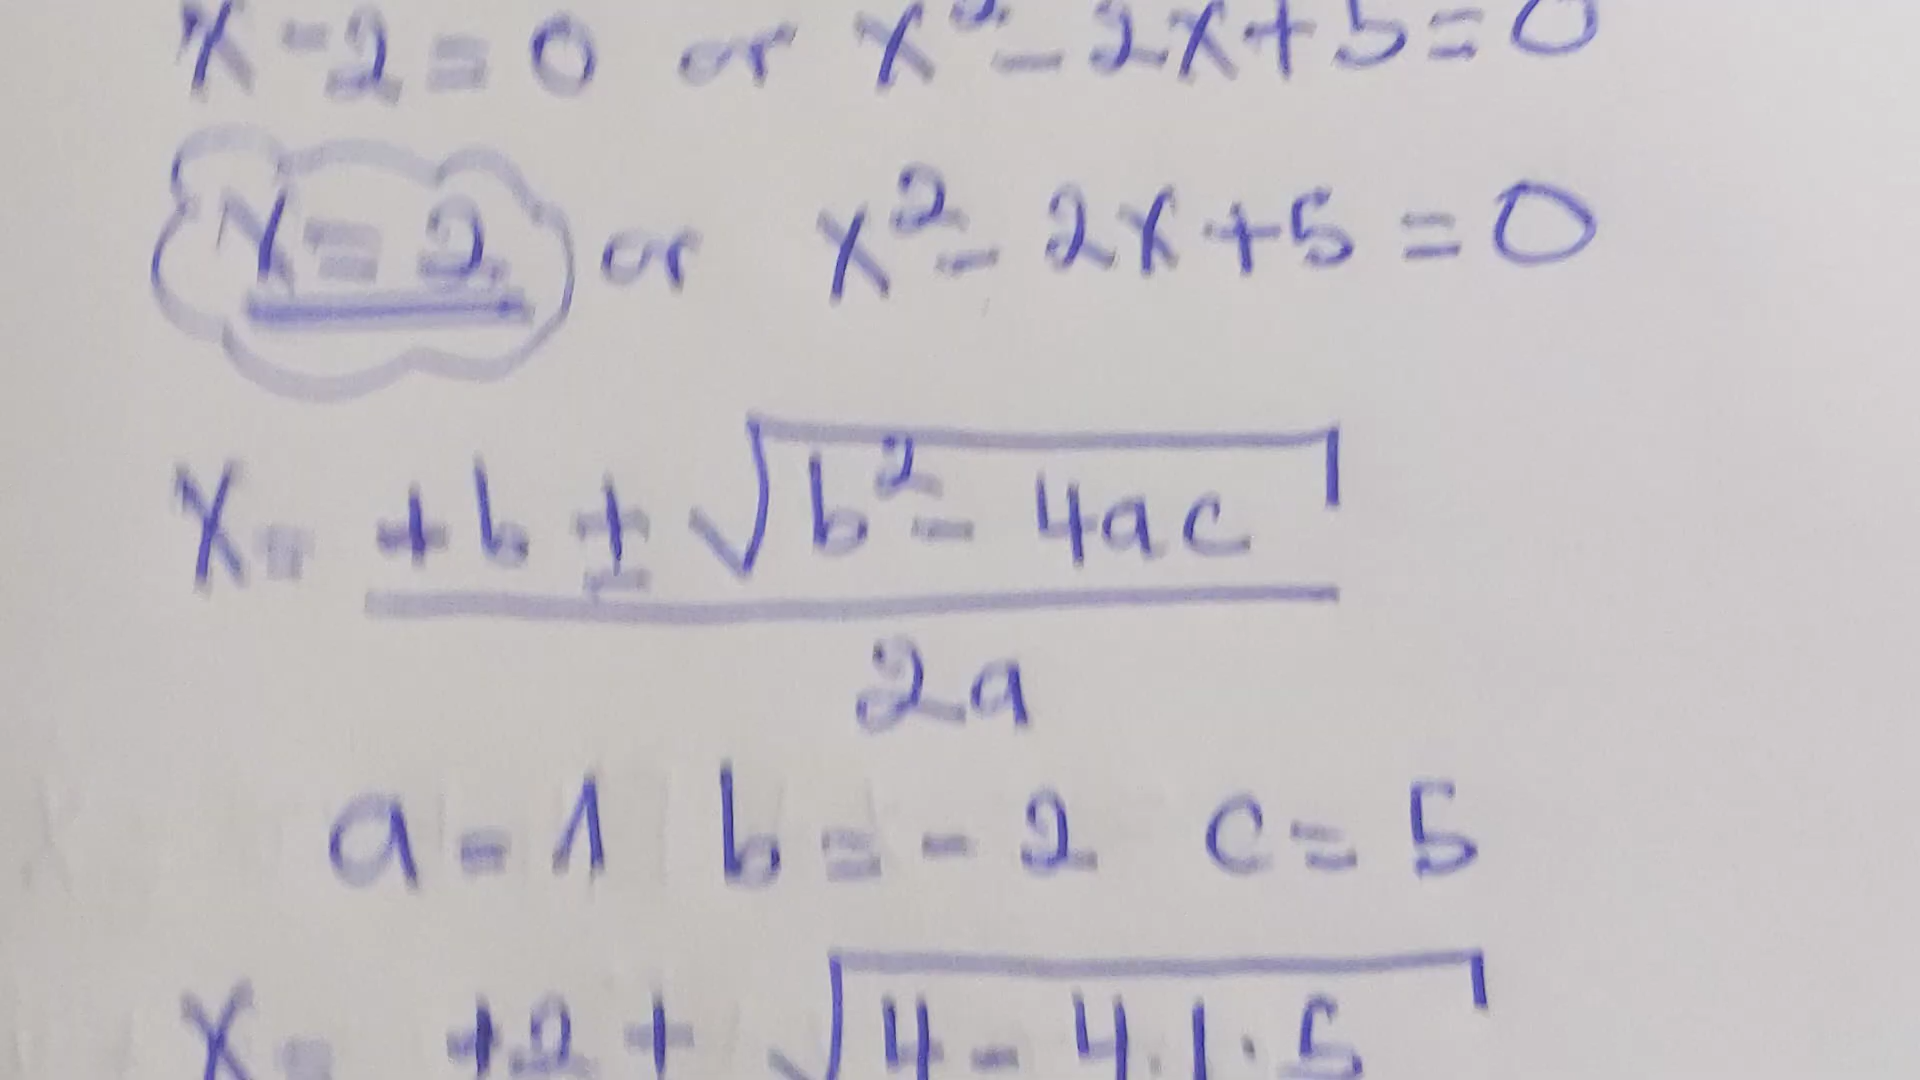 x - 2 = 0 or x² - 2x + 5 = 0
x = 2 or x² - 2x + 5 = 0
x = +b ± √(b² - 4ac)
2a
a = 1 b = - 2 c = 5
x = +2 ± √(4 - 4.1.5)